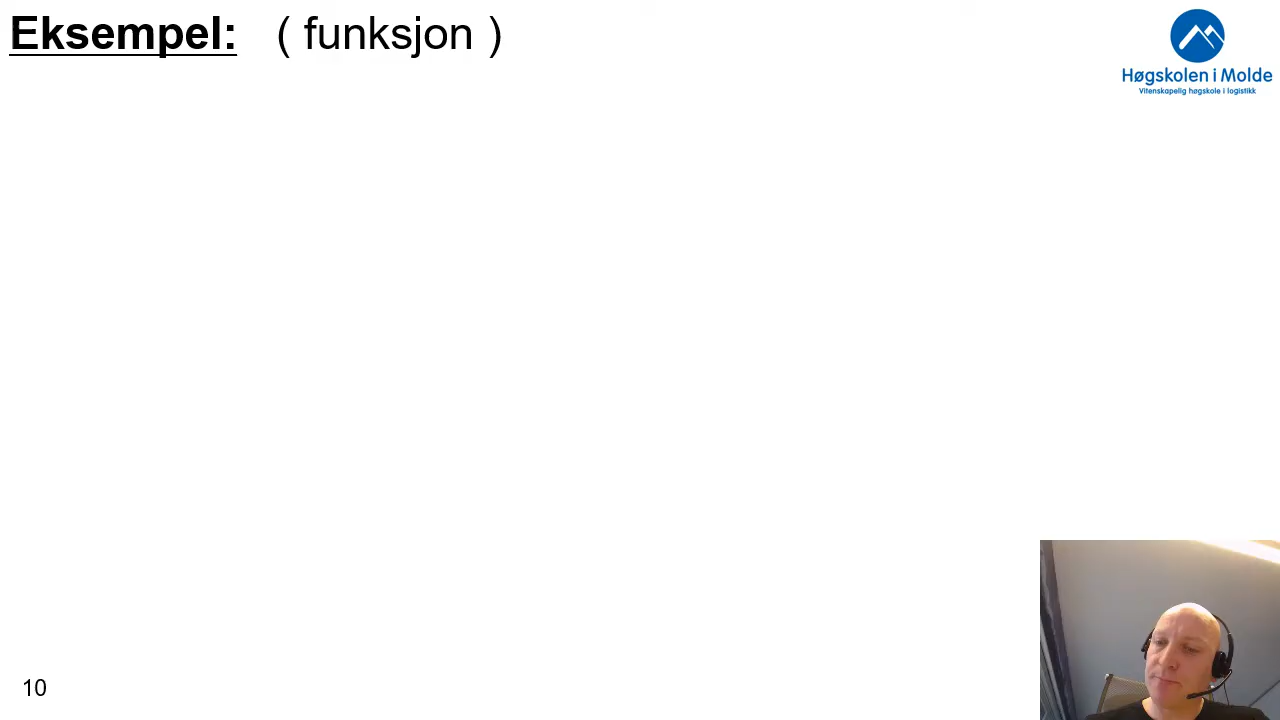 Eksempel: ( funksjon )
Høgskolen i Molde
Vitenskapelig høgskole i logistikk
10